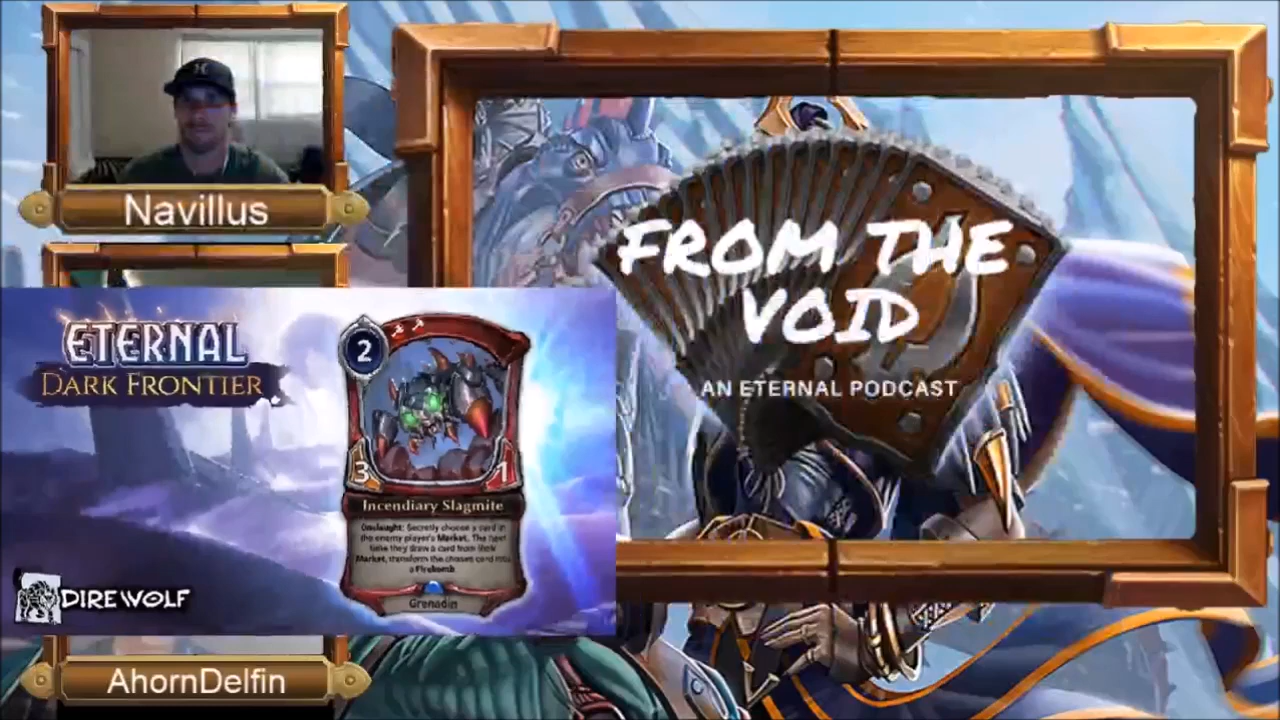 Navillus
FROM THE
VOID
AN ETERNAL PODCAST
ETERNAL
DARK FRONTIER
2
3
1
Incendiary Slagmite
Onslaught: Secretly choose a card in
the enemy player's Market. The next
time they draw a card from their
Market, transform the chosen card into
a Firebomb.
Grenadin
DIRE WOLF
AhornDelfin